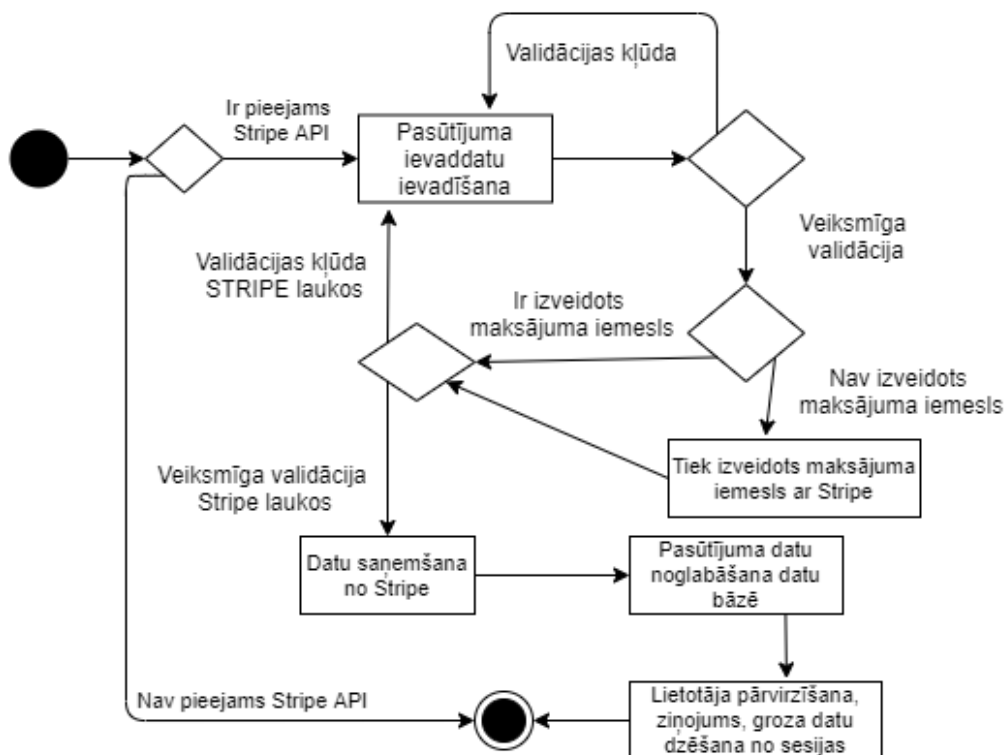 Validācijas kļūda
Ir pieejams
Stripe API
Pasūtījuma
ievaddatu
ievadīšana
Veiksmīga
validācija
Validācijas kļūda
STRIPE laukos
Ir izveidots
maksājuma iemesls
Nav izveidots
maksājuma iemesls
Tiek izveidots maksājuma
iemesls ar Stripe
Veiksmīga validācija
Stripe laukos
Datu saņemšana
no Stripe
Pasūtījuma datu
noglabāšana datu
bāzē
Nav pieejams Stripe API
Lietotāja pārvirzīšana,
ziņojums, groza datu
dzēšana no sesijas